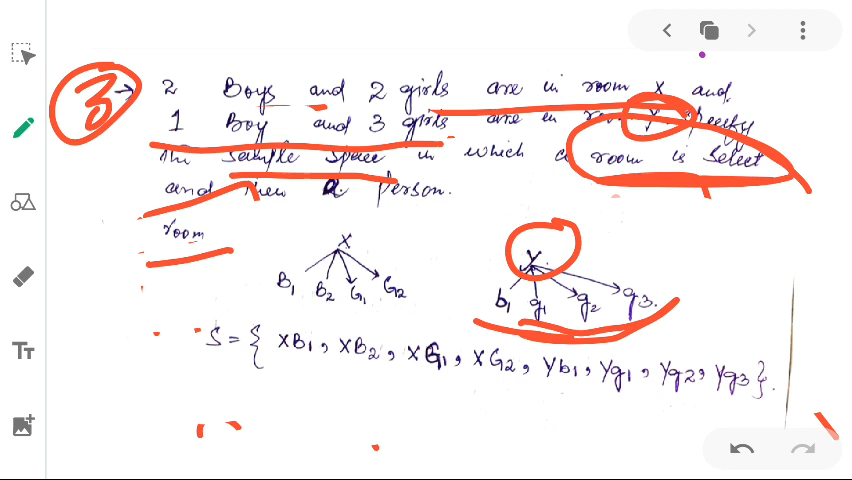 3 → 2 Boys and 2 girls are in room X and
1 Boy and 3 girls are in room Y. Specify
the sample space in which a room is select
and then a Person.
room
X Y
B1 B2 G1 G2 b1 g1 g2 g3.
S = { XB1, XB2, XG1, XG2, Yb1, Yg1, Yg2, Yg3}.
Tт